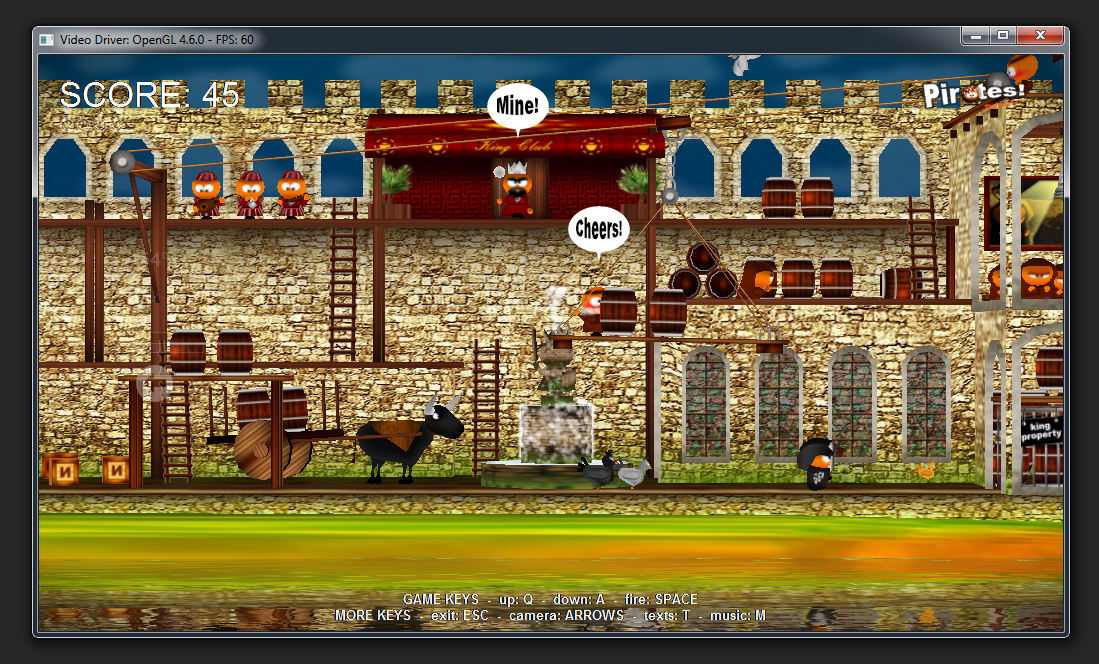 Video Driver: OpenGL 4.6.0 - FPS: 60
SCORE: 45
Mine!
Pirates!
King Club
Cheers!
king
property
И
И
GAME KEYS - up: Q - down: A - fire: SPACE
MORE KEYS - exit: ESC - camera: ARROWS - texts: T - music: M